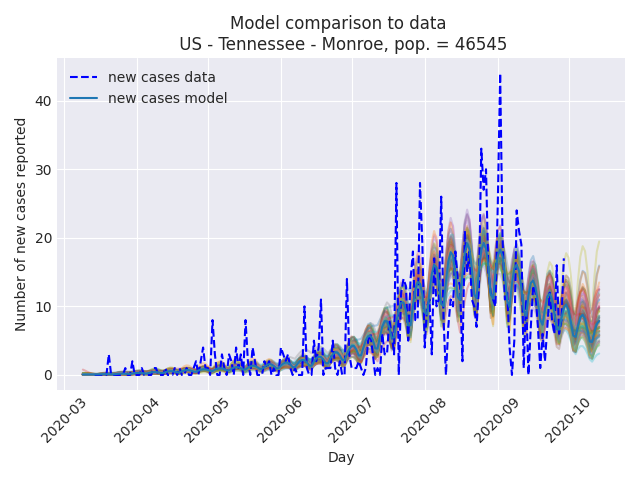 Model comparison to data
US - Tennessee - Monroe, pop. = 46545
new cases data
new cases model
Number of new cases reported
40
30
20
10
0
2020-03
2020-04
2020-05
2020-06
2020-07
2020-08
2020-09
2020-10
Day